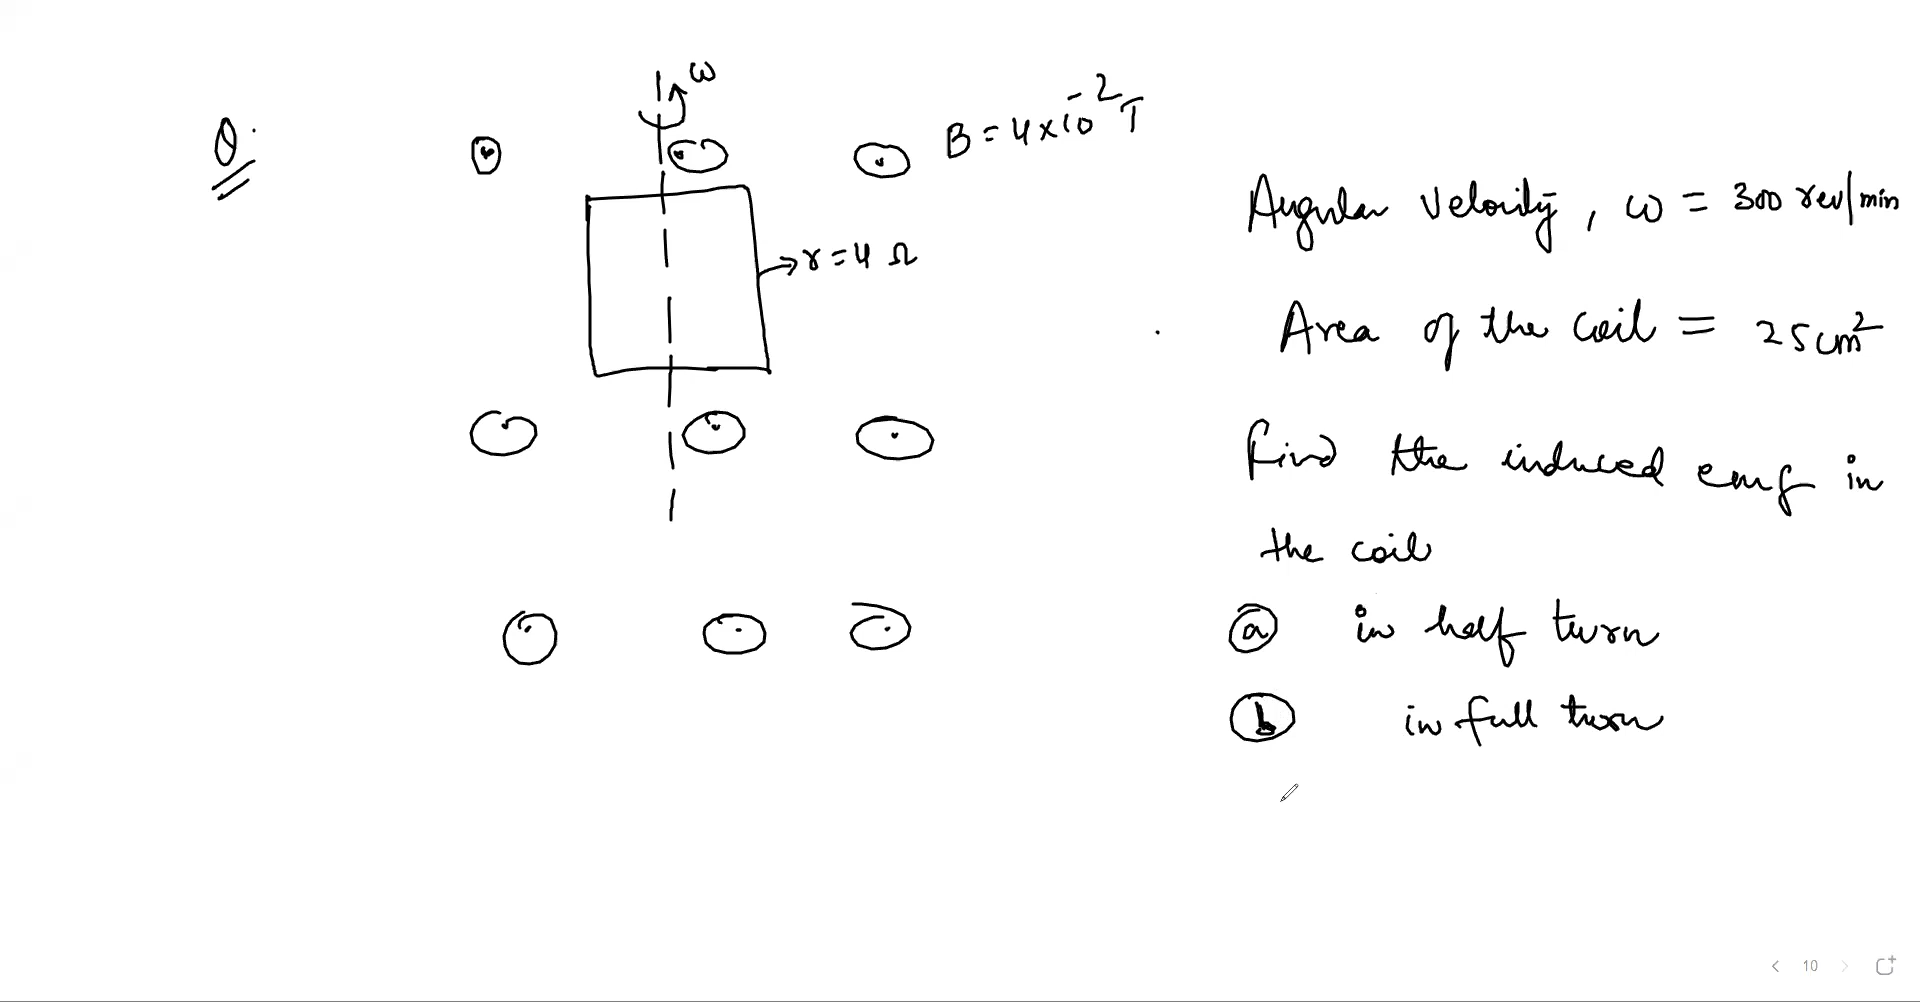 Q.
ω
B = 4×10⁻² T
r = 4 Ω
Angular velocity, ω = 300 rev/min
Area of the coil = 25 cm²
Find the induced emf in
the coil
(a) in half turn
(b) in full turn
10